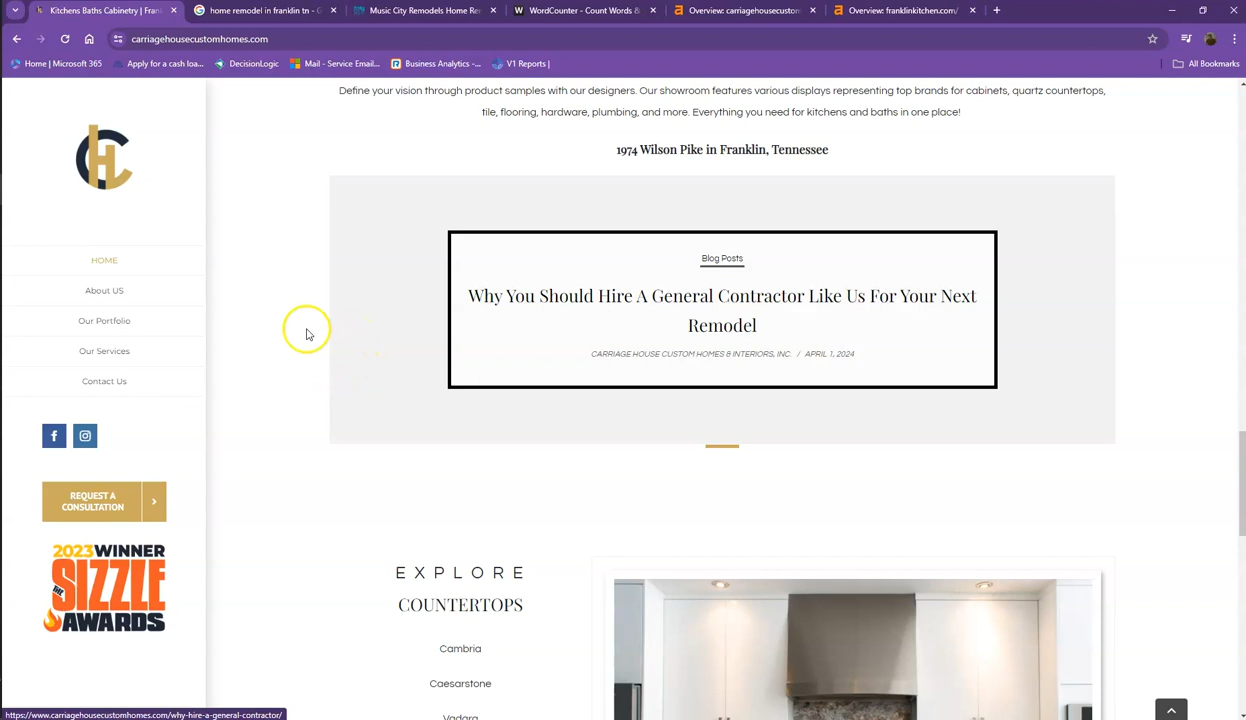 Kitchens Baths Cabinetry | Frank
home remodel in franklin tn - G
Music City Remodels Home Re
WordCounter - Count Words &
Overview: carriagehousecustom
Overview: franklinkitchen.com/
carriagehousecustomhomes.com
Home | Microsoft 365
Apply for a cash loa...
DecisionLogic
Mail - Service Email...
Business Analytics -...
V1 Reports |
All Bookmarks
CHL
HOME
About US
Our Portfolio
Our Services
Contact Us
REQUEST A
CONSULTATION
2023 WINNER
THE
SIZZLE
AWARDS
Define your vision through product samples with our designers. Our showroom features various displays representing top brands for cabinets, quartz countertops,
tile, flooring, hardware, plumbing, and more. Everything you need for kitchens and baths in one place!
1974 Wilson Pike in Franklin, Tennessee
Blog Posts
Why You Should Hire A General Contractor Like Us For Your Next
Remodel
CARRIAGE HOUSE CUSTOM HOMES & INTERIORS, INC. / APRIL 1, 2024
EXPLORE
COUNTERTOPS
Cambria
Caesarstone
Vadara
https://www.carriagehousecustomhomes.com/why-hire-a-general-contractor/